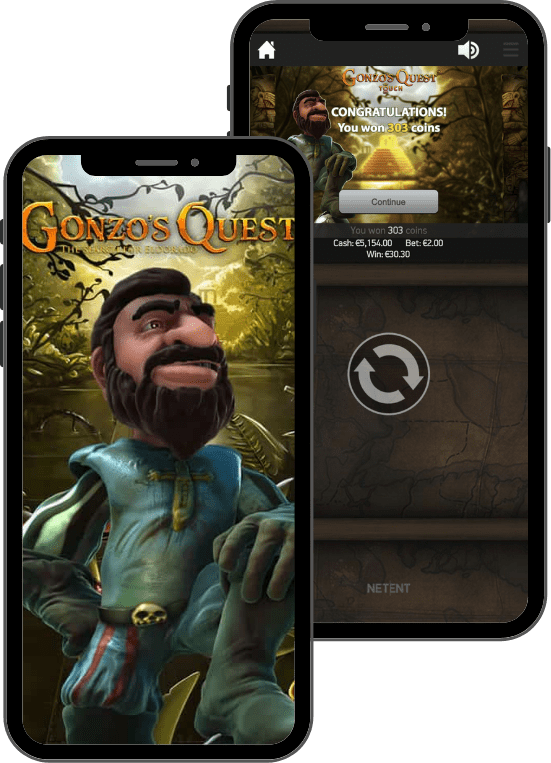 GONZO'S QUEST
GONZO'S QUEST
TOUCH
CONGRATULATIONS!
You won 303 coins
Continue
You won 303 coins
Cash: €5,154.00 Bet: €2.00
Win: €30.30
NETENT